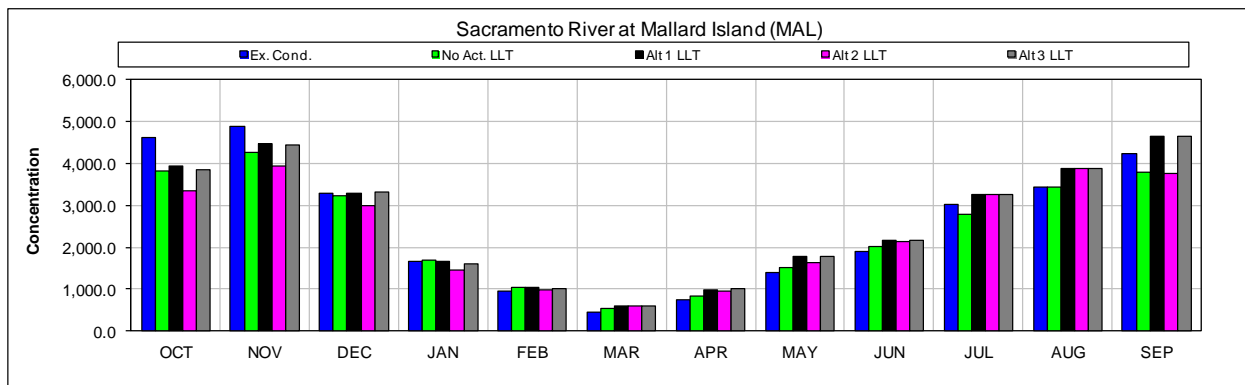 Sacramento River at Mallard Island (MAL)
Ex. Cond. No Act. LLT Alt 1 LLT Alt 2 LLT Alt 3 LLT
6,000.0
5,000.0
4,000.0
3,000.0
2,000.0
1,000.0
0.0
Concentration
OCT NOV DEC JAN FEB MAR APR MAY JUN JUL AUG SEP